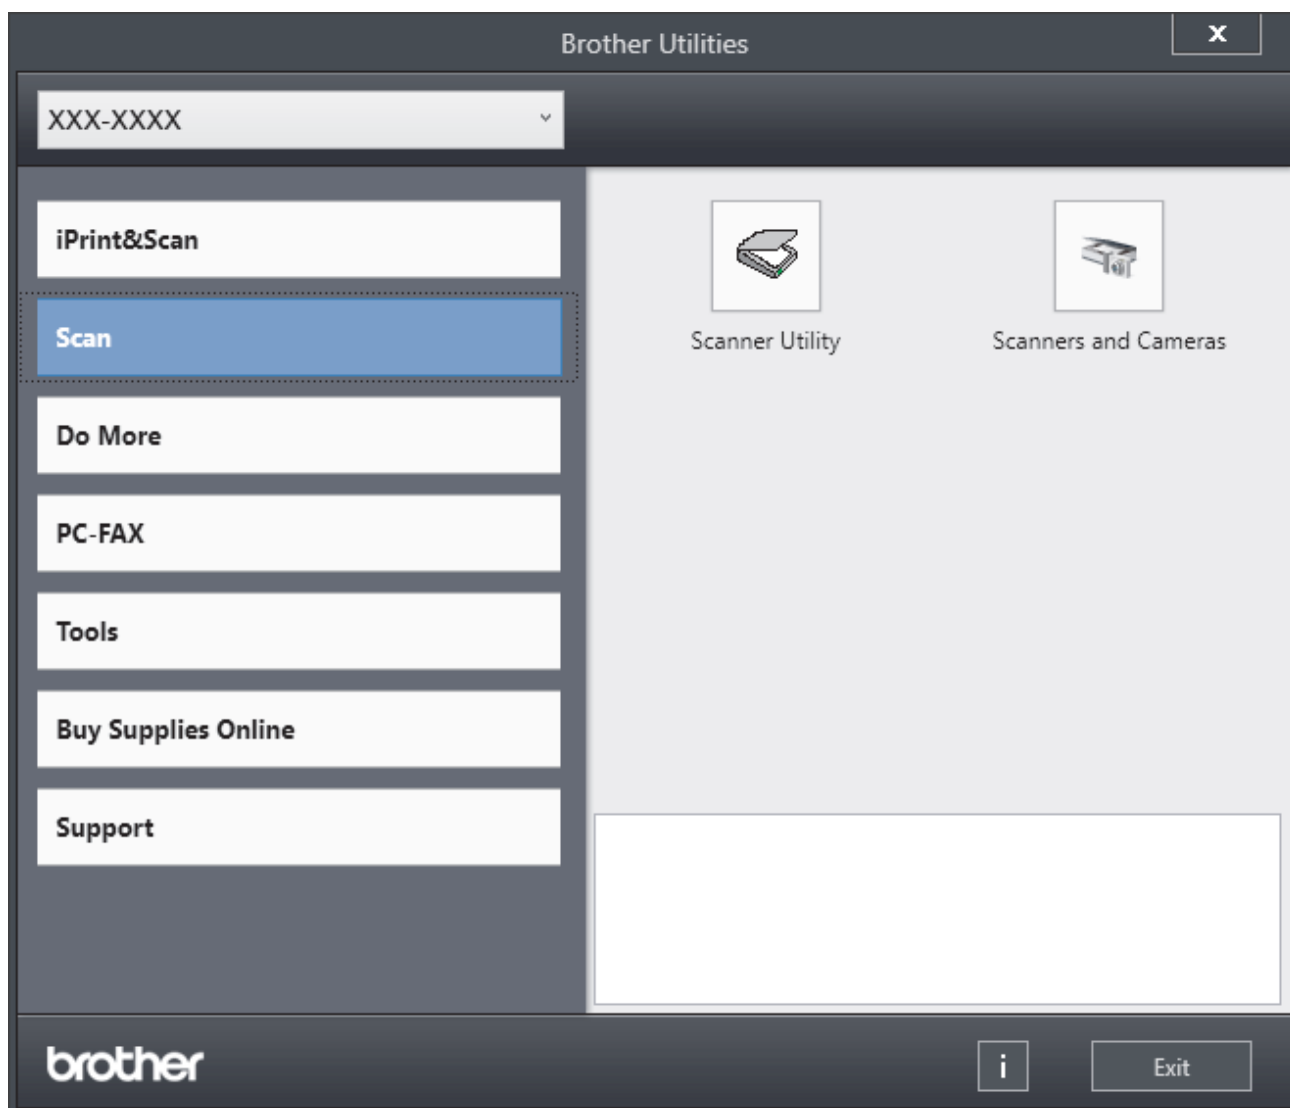 Brother Utilities
x
XXX-XXXX
iPrint&Scan
Scan
Do More
PC-FAX
Tools
Buy Supplies Online
Support
Scanner Utility
Scanners and Cameras
brother
i
Exit